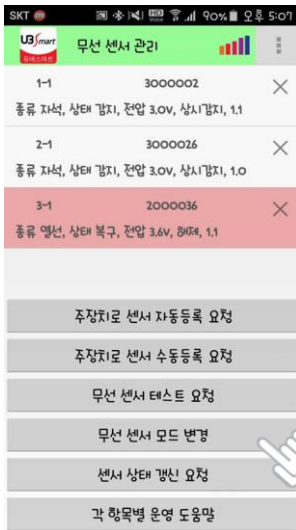 SKT 90% 오후 5:07
UBSmart
유비스마트
무선 센서 관리
1-1 3000002
종류 자석, 상태 감지, 전압 3.0V, 상시감지, 1.1
2-1 3000026
종류 자석, 상태 감지, 전압 3.0V, 상시감지, 1.0
3-1 2000036
종류 열선, 상태 복구, 전압 3.6V, 해제, 1.1
주장치로 센서 자동등록 요청
주장치로 센서 수동등록 요청
무선 센서 테스트 요청
무선 센서 모드 변경
센서 상태 갱신 요청
각 항목별 운영 도움말